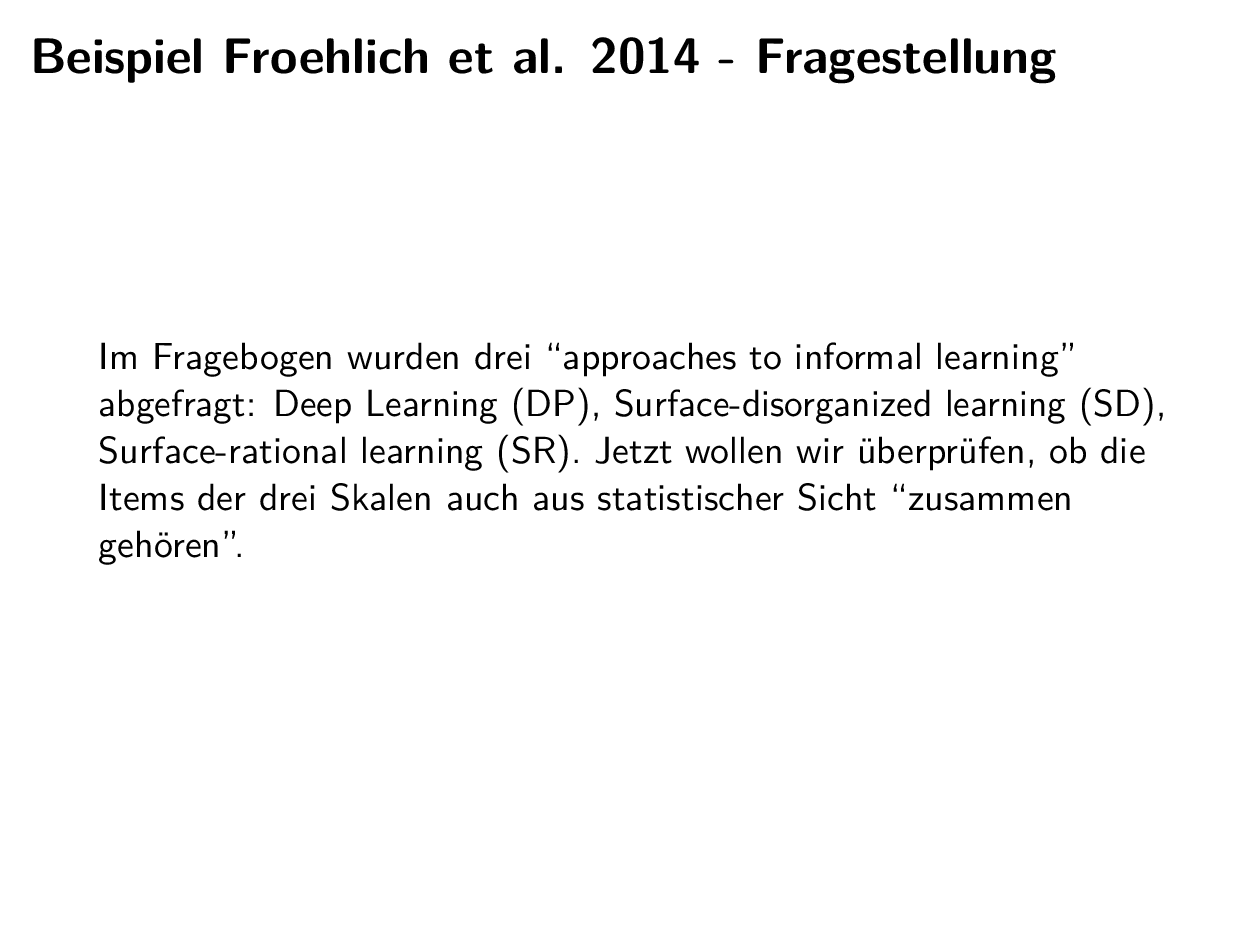 Beispiel Froehlich et al. 2014 - Fragestellung
Im Fragebogen wurden drei “approaches to informal learning”
abgefragt: Deep Learning (DP), Surface-disorganized learning (SD),
Surface-rational learning (SR). Jetzt wollen wir überprüfen, ob die
Items der drei Skalen auch aus statistischer Sicht “zusammen
gehören”.